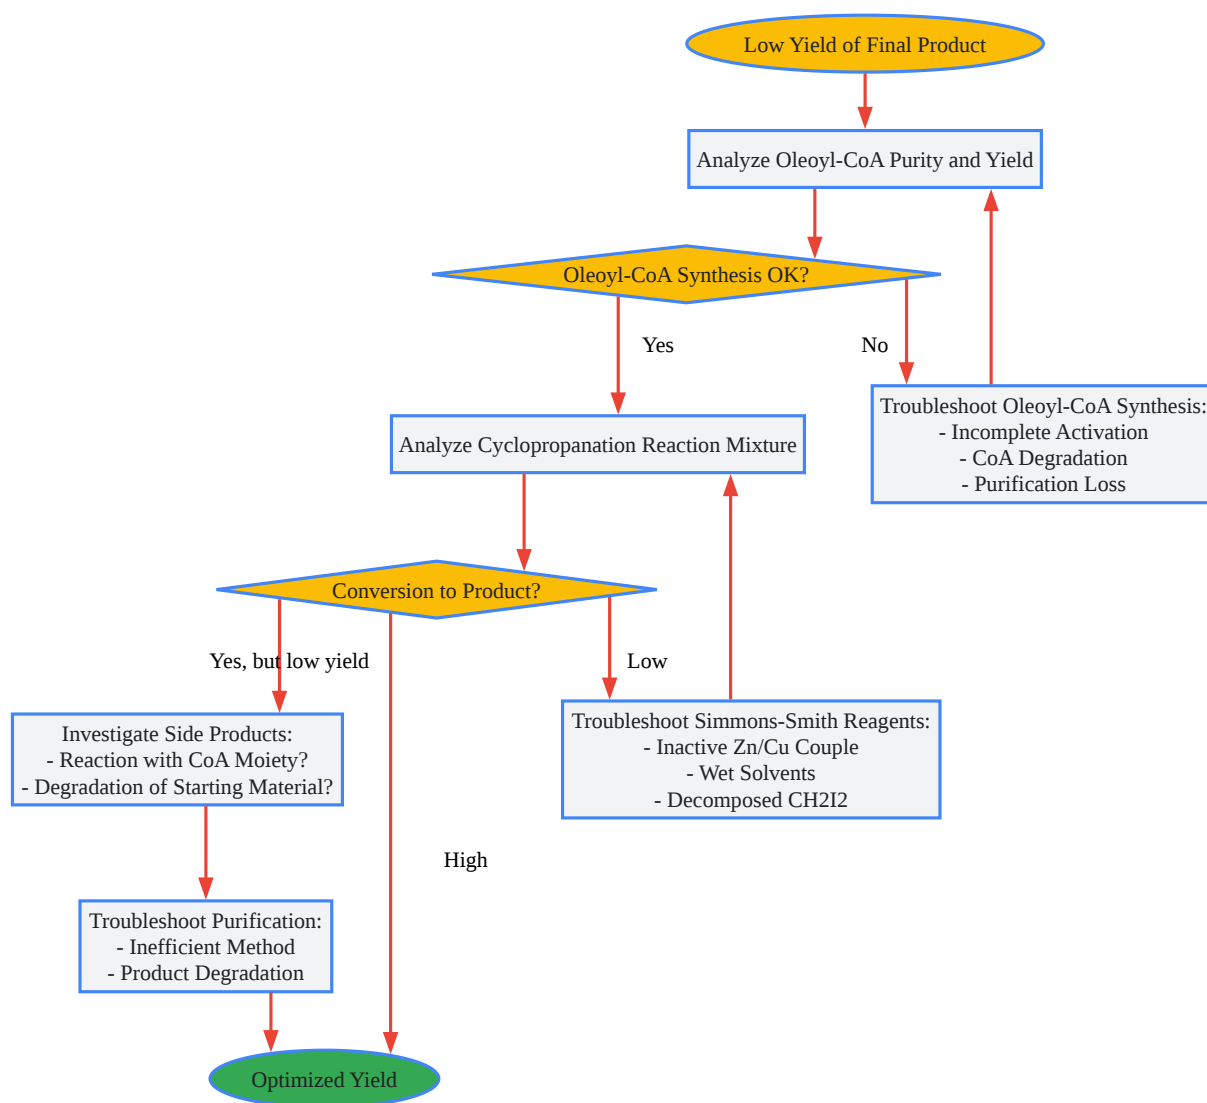 Low Yield of Final Product
Analyze Oleoyl-CoA Purity and Yield
Oleoyl-CoA Synthesis OK?
Yes
No
Troubleshoot Oleoyl-CoA Synthesis:
- Incomplete Activation
- CoA Degradation
- Purification Loss
Analyze Cyclopropanation Reaction Mixture
Conversion to Product?
Yes, but low yield
Low
Investigate Side Products:
- Reaction with CoA Moiety?
- Degradation of Starting Material?
Troubleshoot Simmons-Smith Reagents:
- Inactive Zn/Cu Couple
- Wet Solvents
- Decomposed CH2I2
High
Troubleshoot Purification:
- Inefficient Method
- Product Degradation
Optimized Yield